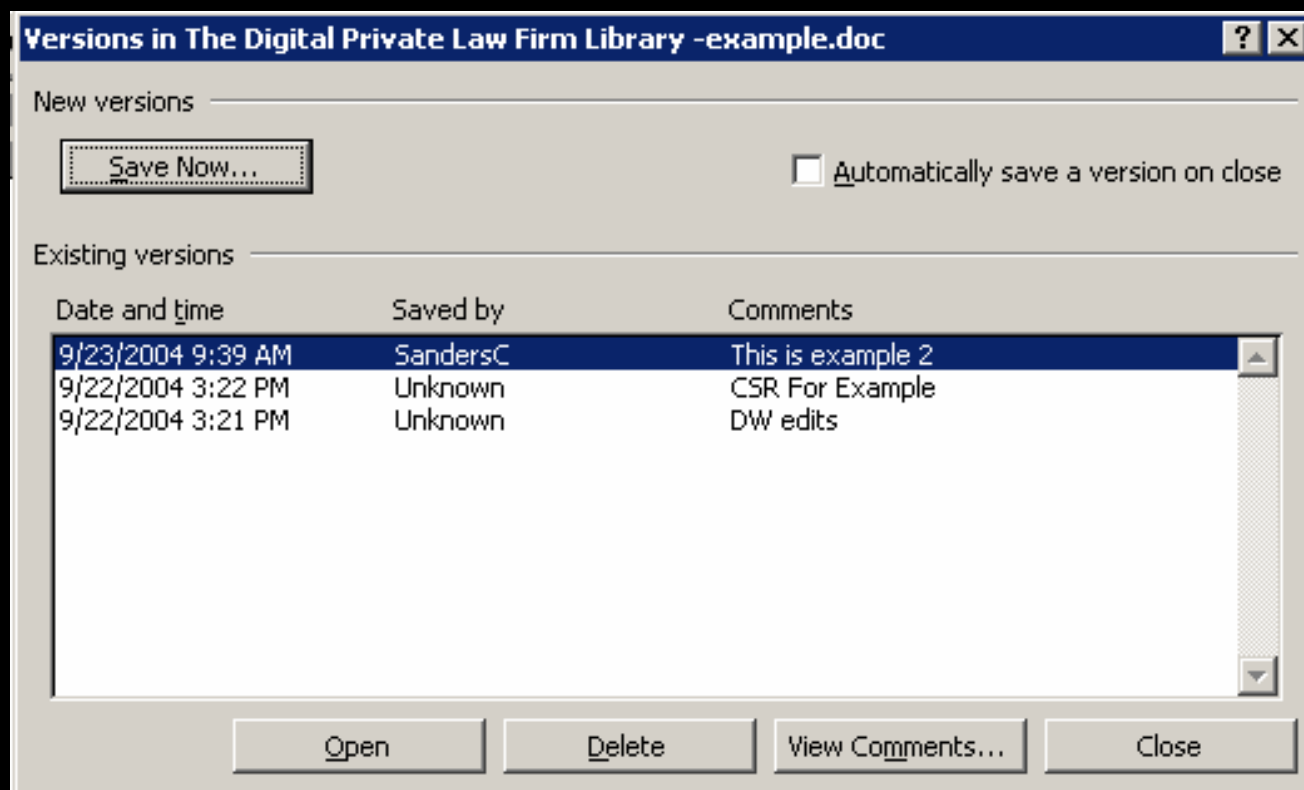 Versions in The Digital Private Law Firm Library -example.doc
New versions
Save Now...
Automatically save a version on close
Existing versions
Date and time Saved by Comments
9/23/2004 9:39 AM SandersC This is example 2
9/22/2004 3:22 PM Unknown CSR For Example
9/22/2004 3:21 PM Unknown DW edits
Open Delete View Comments... Close